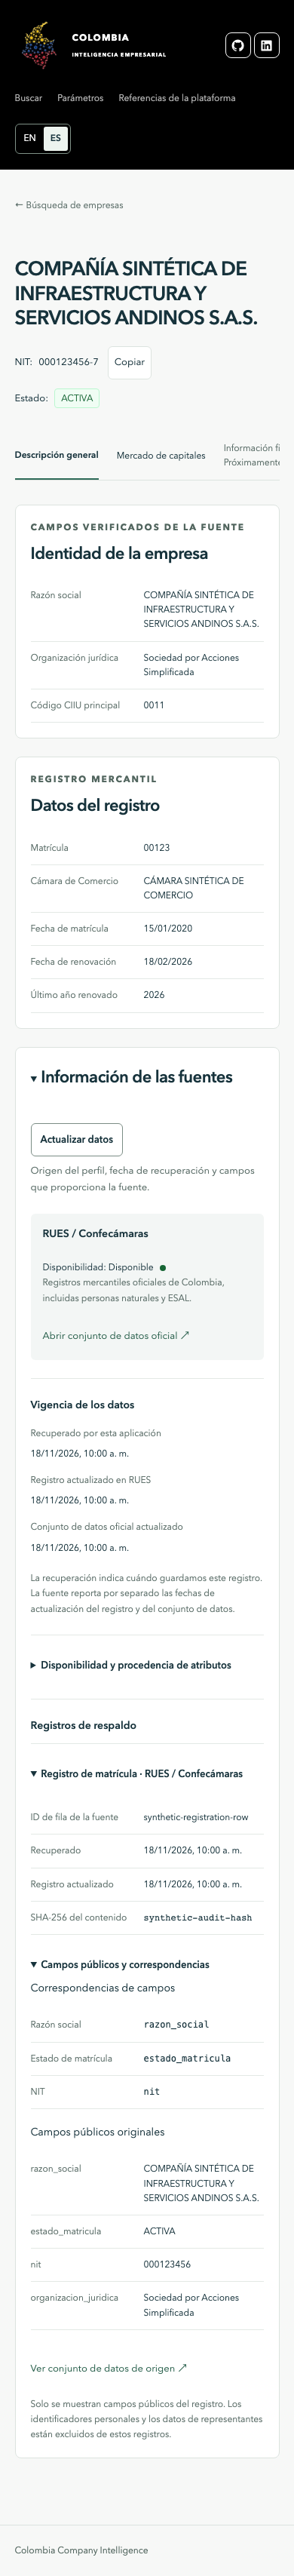 COLOMBIA
INTELIGENCIA EMPRESARIAL
Buscar Parámetros Referencias de la plataforma
EN ES
← Búsqueda de empresas
COMPAÑÍA SINTÉTICA DE
INFRAESTRUCTURA Y
SERVICIOS ANDINOS S.A.S.
NIT: 000123456-7 Copiar
Estado: ACTIVA
Descripción general Mercado de capitales Información fi
Próximamente
CAMPOS VERIFICADOS DE LA FUENTE
Identidad de la empresa
Razón social COMPAÑÍA SINTÉTICA DE
INFRAESTRUCTURA Y
SERVICIOS ANDINOS S.A.S.
Organización jurídica Sociedad por Acciones
Simplificada
Código CIIU principal 0011
REGISTRO MERCANTIL
Datos del registro
Matrícula 00123
Cámara de Comercio CÁMARA SINTÉTICA DE
COMERCIO
Fecha de matrícula 15/01/2020
Fecha de renovación 18/02/2026
Último año renovado 2026
▼ Información de las fuentes
Actualizar datos
Origen del perfil, fecha de recuperación y campos
que proporciona la fuente.
RUES / Confecámaras
Disponibilidad: Disponible ●
Registros mercantiles oficiales de Colombia,
incluidas personas naturales y ESAL.
Abrir conjunto de datos oficial ↗
Vigencia de los datos
Recuperado por esta aplicación
18/11/2026, 10:00 a. m.
Registro actualizado en RUES
18/11/2026, 10:00 a. m.
Conjunto de datos oficial actualizado
18/11/2026, 10:00 a. m.
La recuperación indica cuándo guardamos este registro.
La fuente reporta por separado las fechas de
actualización del registro y del conjunto de datos.
▶ Disponibilidad y procedencia de atributos
Registros de respaldo
▼ Registro de matrícula · RUES / Confecámaras
ID de fila de la fuente synthetic-registration-row
Recuperado 18/11/2026, 10:00 a. m.
Registro actualizado 18/11/2026, 10:00 a. m.
SHA-256 del contenido synthetic-audit-hash
▼ Campos públicos y correspondencias
Correspondencias de campos
Razón social razon_social
Estado de matrícula estado_matricula
NIT nit
Campos públicos originales
razon_social COMPAÑÍA SINTÉTICA DE
INFRAESTRUCTURA Y
SERVICIOS ANDINOS S.A.S.
estado_matricula ACTIVA
nit 000123456
organizacion_juridica Sociedad por Acciones
Simplificada
Ver conjunto de datos de origen ↗
Solo se muestran campos públicos del registro. Los
identificadores personales y los datos de representantes
están excluidos de estos registros.
Colombia Company Intelligence